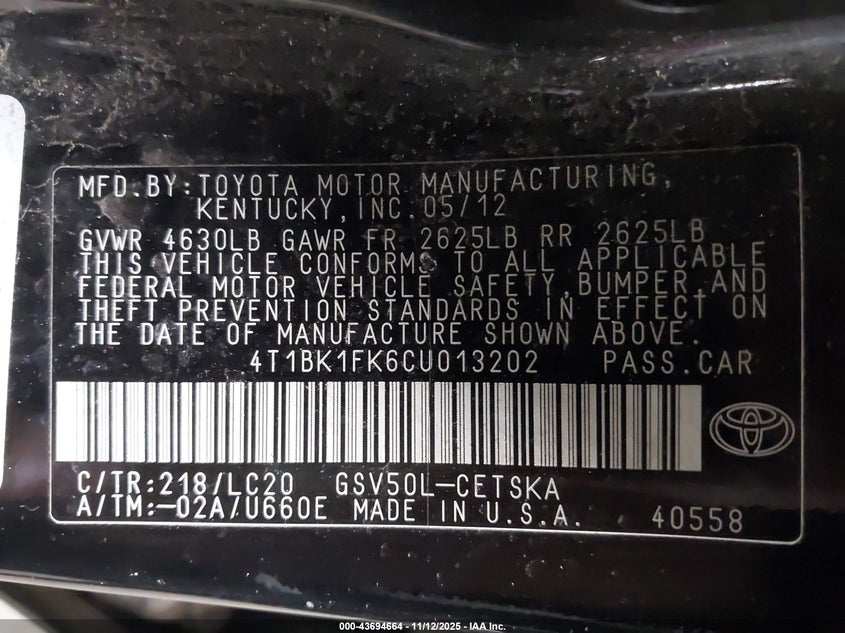 MFD.BY:TOYOTA MOTOR MANUFACTURING,
KENTUCKY,INC.05/12
GVWR 4630LB GAWR FR 2625LB RR 2625LB
THIS VEHICLE CONFORMS TO ALL APPLICABLE
FEDERAL MOTOR VEHICLE SAFETY,BUMPER,AND
THEFT PREVENTION STANDARDS IN EFFECT ON
THE DATE OF MANUFACTURE SHOWN ABOVE.
4T1BK1FK6CU013202 PASS.CAR
C/TR:218/LC20 GSV50L-CETSKA
A/TM:-02A/U660E MADE IN U.S.A. 40558
000-43694664 - 11/12/2025 - IAA Inc.